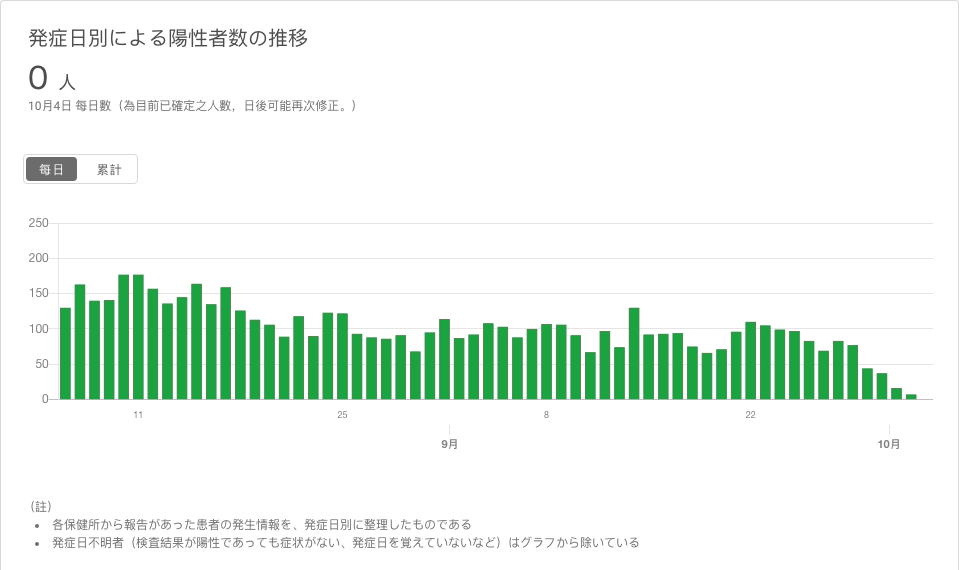 発症日別による陽性者数の推移
0 人
10月4日 每日數（為目前已確定之人數，日後可能再次修正。）
每日 累計
250
200
150
100
50
0
11 25 8 22
9月 10月
（註）
• 各保健所から報告があった患者の発生情報を、発症日別に整理したものである
• 発症日不明者（検査結果が陽性であっても症状がない、発症日を覚えていないなど）はグラフから除いている